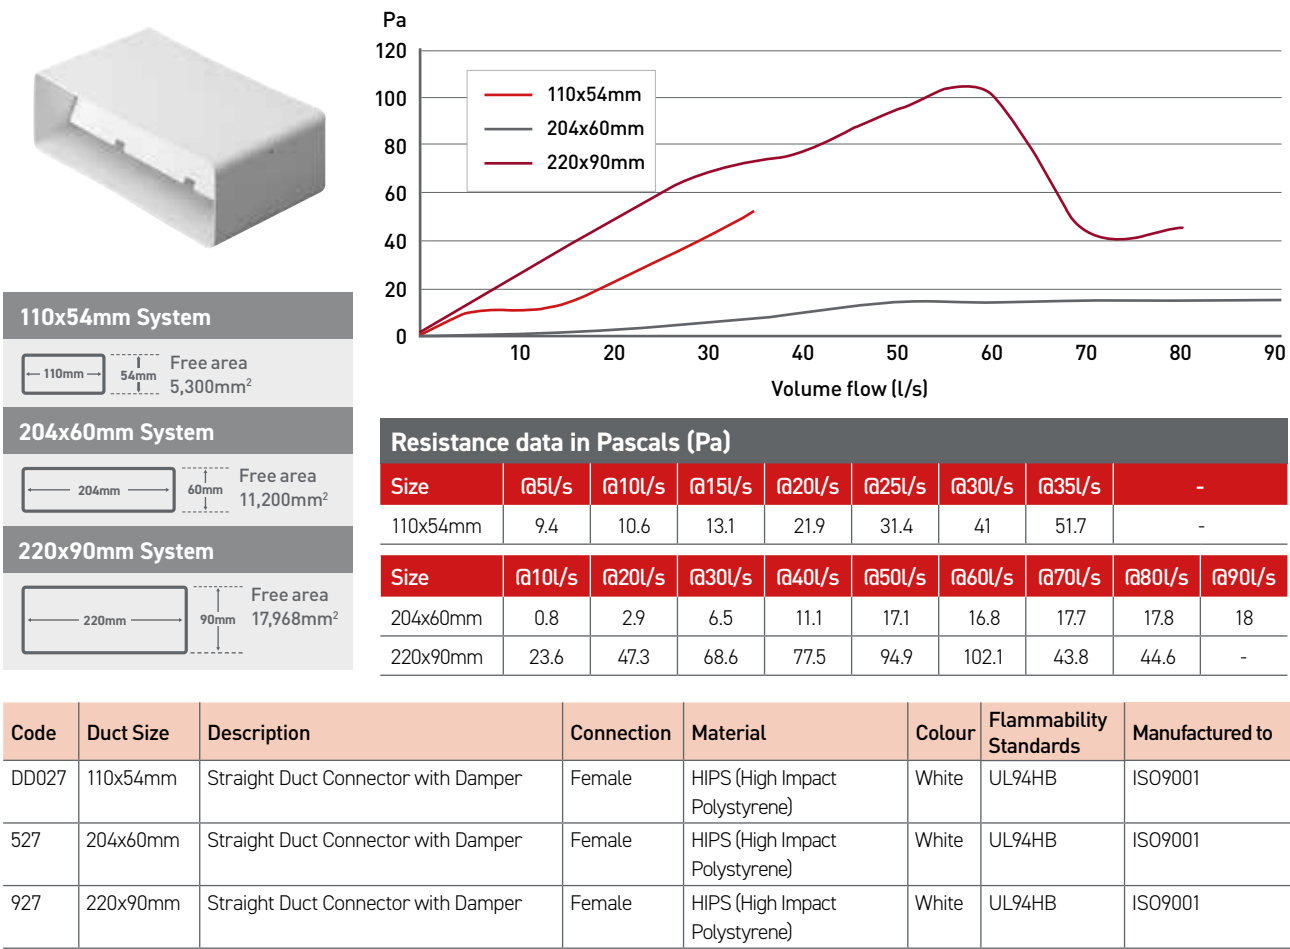 Pa
120
100
80
60
40
20
0
110x54mm
204x60mm
220x90mm
10 20 30 40 50 60 70 80 90
Volume flow (l/s)
110x54mm System
110mm 54mm
Free area
5,300mm²
204x60mm System
204mm 60mm
Free area
11,200mm²
220x90mm System
220mm 90mm
Free area
17,968mm²
Resistance data in Pascals (Pa)
Size @5l/s @10l/s @15l/s @20l/s @25l/s @30l/s @35l/s -
110x54mm 9.4 10.6 13.1 21.9 31.4 41 51.7 -
Size @10l/s @20l/s @30l/s @40l/s @50l/s @60l/s @70l/s @80l/s @90l/s
204x60mm 0.8 2.9 6.5 11.1 17.1 16.8 17.7 17.8 18
220x90mm 23.6 47.3 68.6 77.5 94.9 102.1 43.8 44.6 -
Code Duct Size Description Connection Material Colour Flammability Standards Manufactured to
DD027 110x54mm Straight Duct Connector with Damper Female HIPS (High Impact Polystyrene) White UL94HB ISO9001
527 204x60mm Straight Duct Connector with Damper Female HIPS (High Impact Polystyrene) White UL94HB ISO9001
927 220x90mm Straight Duct Connector with Damper Female HIPS (High Impact Polystyrene) White UL94HB ISO9001